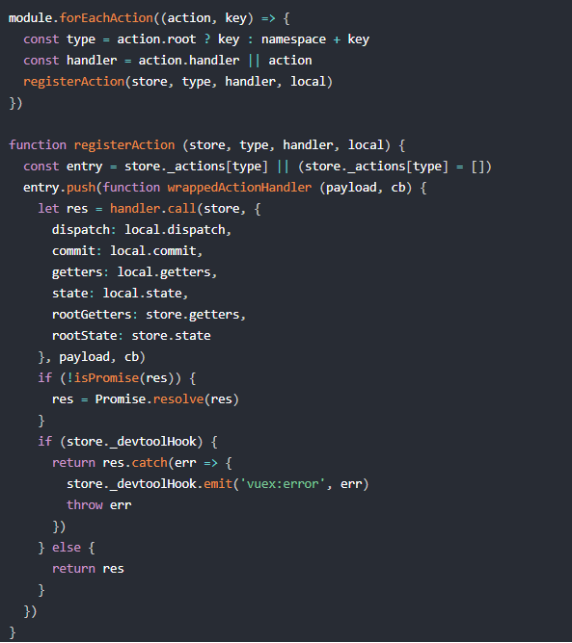 module.forEachAction((action, key) => {
  const type = action.root ? key : namespace + key
  const handler = action.handler || action
  registerAction(store, type, handler, local)
})

function registerAction (store, type, handler, local) {
  const entry = store._actions[type] || (store._actions[type] = [])
  entry.push(function wrappedActionHandler (payload, cb) {
    let res = handler.call(store, {
      dispatch: local.dispatch,
      commit: local.commit,
      getters: local.getters,
      state: local.state,
      rootGetters: store.getters,
      rootState: store.state
    }, payload, cb)
    if (!isPromise(res)) {
      res = Promise.resolve(res)
    }
    if (store._devtoolHook) {
      return res.catch(err => {
        store._devtoolHook.emit('vuex:error', err)
        throw err
      })
    } else {
      return res
    }
  })
}